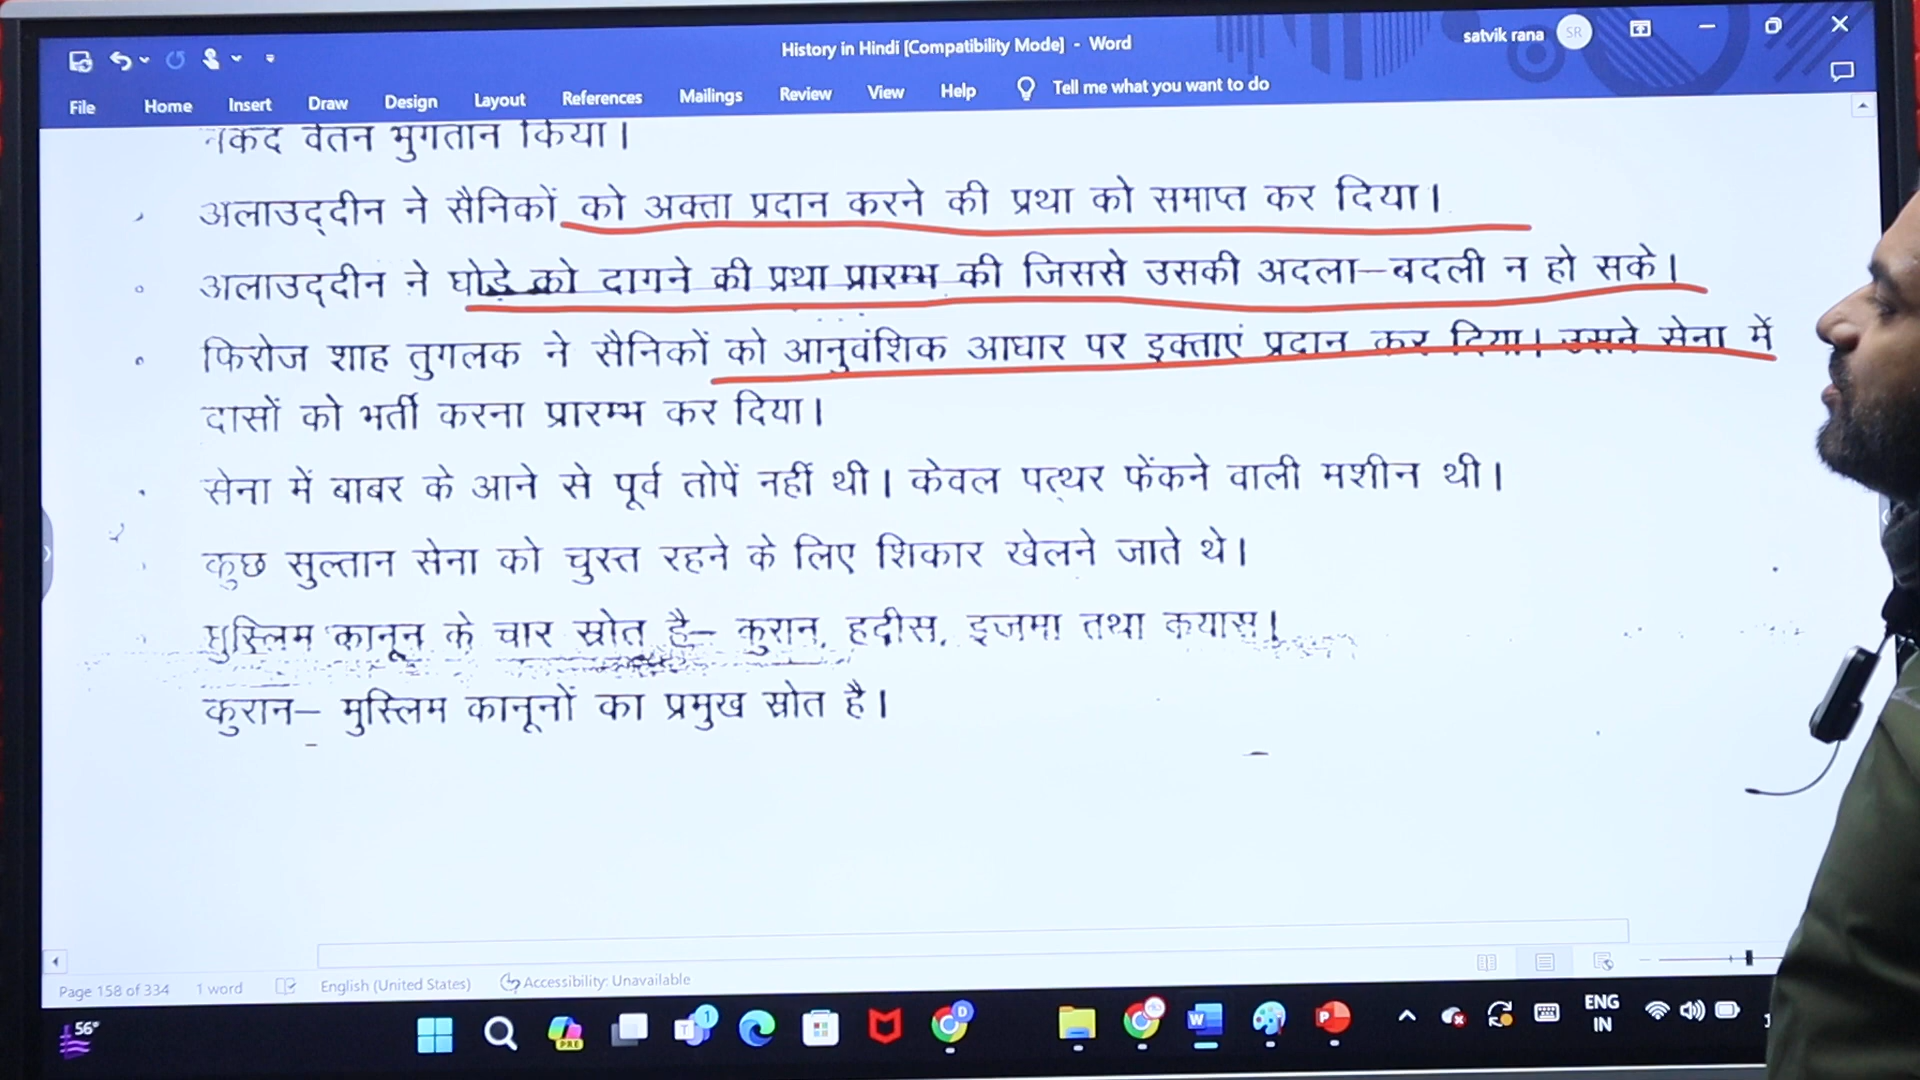 History in Hindi [Compatibility Mode] - Word
satvik rana
SR
File Home Insert Draw Design Layout References Mailings Review View Help Tell me what you want to do
नकद वेतन भुगतान किया।
अलाउद्दीन ने सैनिकों को अक्ता प्रदान करने की प्रथा को समाप्त कर दिया।
अलाउद्दीन ने घोड़े को दागने की प्रथा प्रारम्भ की जिससे उसकी अदला–बदली न हो सके।
फिरोज शाह तुगलक ने सैनिकों को आनुवंशिक आधार पर इक्ताएं प्रदान कर दिया। उसने सेना में
दासों को भर्ती करना प्रारम्भ कर दिया।
सेना में बाबर के आने से पूर्व तोपें नहीं थी। केवल पत्थर फेंकने वाली मशीन थी।
कुछ सुल्तान सेना को चुस्त रहने के लिए शिकार खेलने जाते थे।
मुस्लिम कानून के चार स्रोत है– कुरान, हदीस, इजमा तथा कयास।
कुरान– मुस्लिम कानूनों का प्रमुख स्रोत है।
Page 158 of 334 1 word English (United States) Accessibility: Unavailable
56°
PRE
T
1
D
W
P
ENG
IN